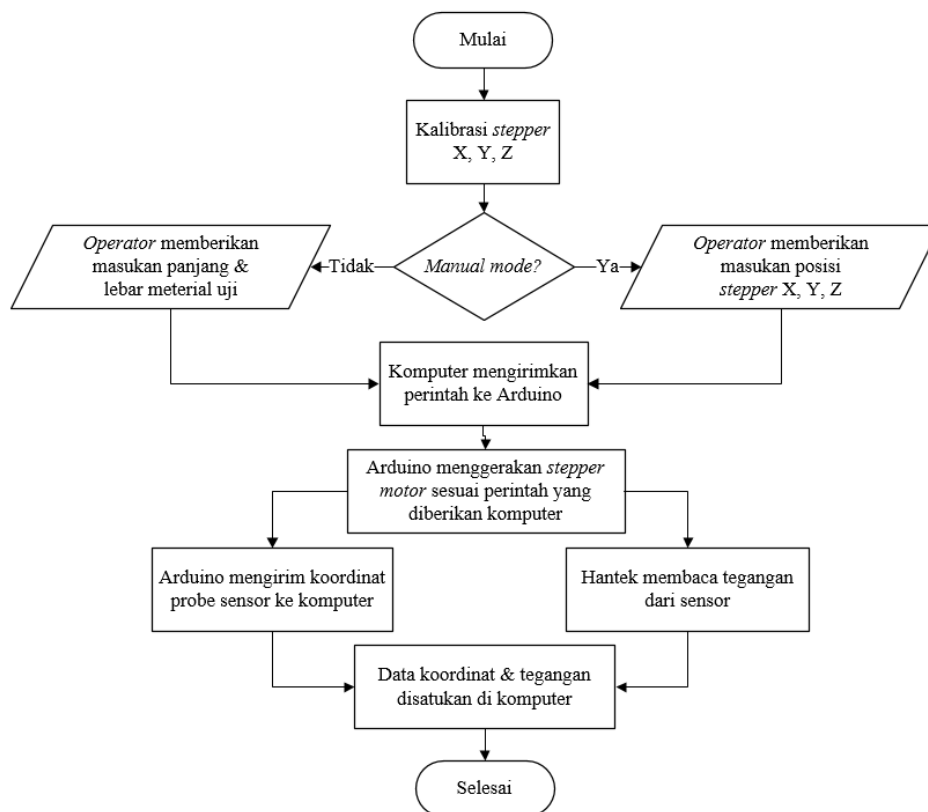 Mulai
Kalibrasi stepper
X, Y, Z
Operator memberikan
masukan panjang &
lebar meterial uji
Tidak
Manual mode?
Ya
Operator memberikan
masukan posisi
stepper X, Y, Z
Komputer mengirimkan
perintah ke Arduino
Arduino menggerakan stepper
motor sesuai perintah yang
diberikan komputer
Arduino mengirim koordinat
probe sensor ke komputer
Hantek membaca tegangan
dari sensor
Data koordinat & tegangan
disatukan di komputer
Selesai